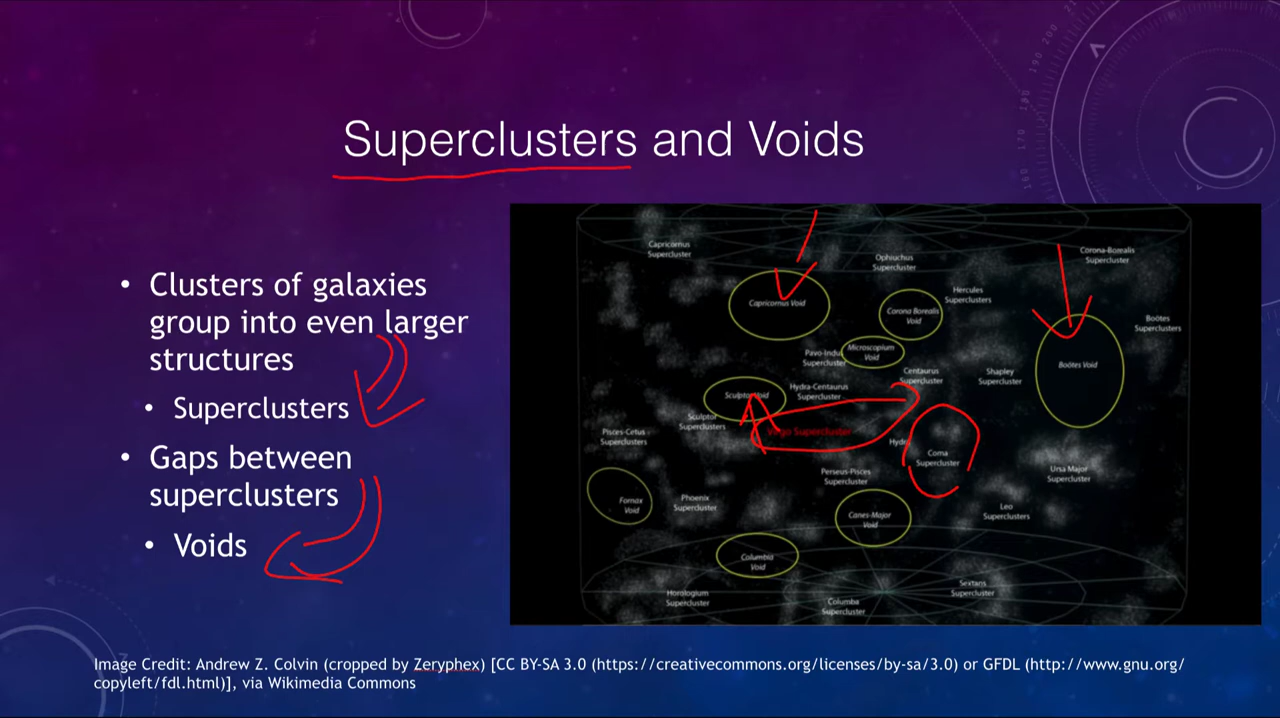 Superclusters and Voids
• Clusters of galaxies
group into even larger
structures
• Superclusters
• Gaps between
superclusters
• Voids
Capricornus
Supercluster
Ophiuchus
Supercluster
Corona-Borealis
Supercluster
Capricornus Void
Hercules
Superclusters
Corona Borealis
Void
Boötes
Superclusters
Pavo-Indus
Supercluster
Microscopium
Void
Boötes Void
Centaurus
Supercluster
Shapley
Supercluster
Sculptor Void
Hydra-Centaurus
Supercluster
Sculptor
Superclusters
Virgo Supercluster
Pisces-Cetus
Superclusters
Coma
Supercluster
Perseus-Pisces
Supercluster
Ursa Major
Supercluster
Fornax
Void
Phoenix
Supercluster
Canes-Major
Void
Leo
Superclusters
Columbia
Void
Horologium
Supercluster
Columba
Supercluster
Sextans
Supercluster
Image Credit: Andrew Z. Colvin (cropped by Zeryphex) [CC BY-SA 3.0 (https://creativecommons.org/licenses/by-sa/3.0) or GFDL (http://www.gnu.org/
copyleft/fdl.html)], via Wikimedia Commons